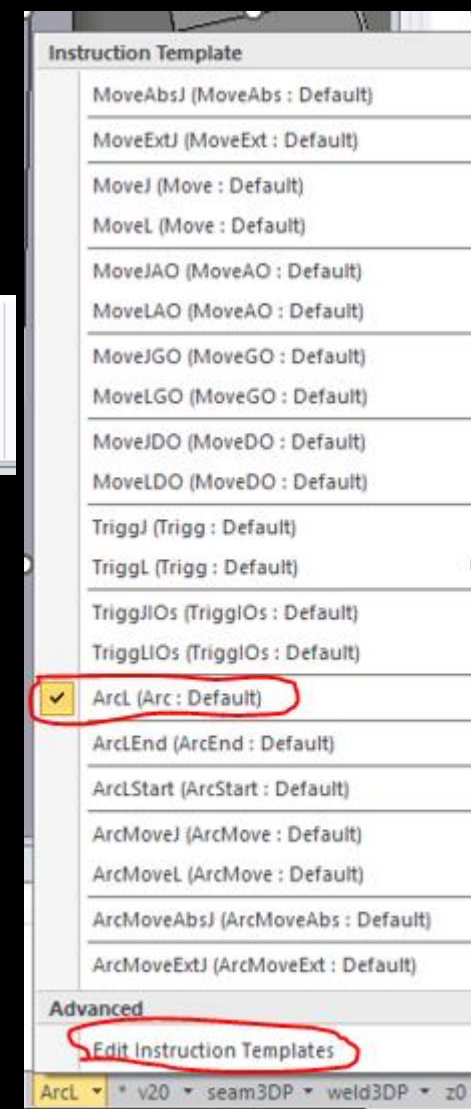 Instruction Template
MoveAbsJ (MoveAbs : Default)
MoveExtJ (MoveExt : Default)
MoveJ (Move : Default)
MoveL (Move : Default)
MoveJAO (MoveAO : Default)
MoveLAO (MoveAO : Default)
MoveJGO (MoveGO : Default)
MoveLGO (MoveGO : Default)
MoveJDO (MoveDO : Default)
MoveLDO (MoveDO : Default)
TriggJ (Trigg : Default)
TriggL (Trigg : Default)
TriggJIOs (TriggIOs : Default)
TriggLIOs (TriggIOs : Default)
ArcL (Arc : Default)
ArcLEnd (ArcEnd : Default)
ArcLStart (ArcStart : Default)
ArcMoveJ (ArcMove : Default)
ArcMoveL (ArcMove : Default)
ArcMoveAbsJ (ArcMoveAbs : Default)
ArcMoveExtJ (ArcMoveExt : Default)
Advanced
Edit Instruction Templates
ArcL * v20 seam3DP weld3DP z0